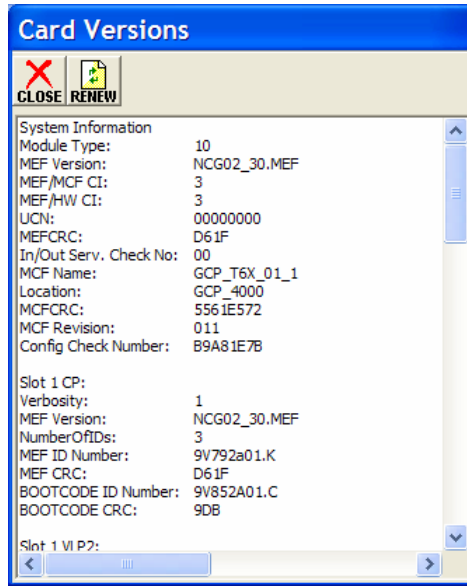 Card Versions
CLOSE RENEW
System Information
Module Type: 10
MEF Version: NCG02_30.MEF
MEF/MCF CI: 3
MEF/HW CI: 3
UCN: 00000000
MEFCRC: D61F
In/Out Serv. Check No: 00
MCF Name: GCP_T6X_01_1
Location: GCP_4000
MCFCRC: 5561E572
MCF Revision: 011
Config Check Number: B9A81E7B
Slot 1 CP:
Verbosity: 1
MEF Version: NCG02_30.MEF
NumberOfIDs: 3
MEF ID Number: 9V792a01.K
MEF CRC: D61F
BOOTCODE ID Number: 9V852A01.C
BOOTCODE CRC: 9DB
Slot 1 VLP2: